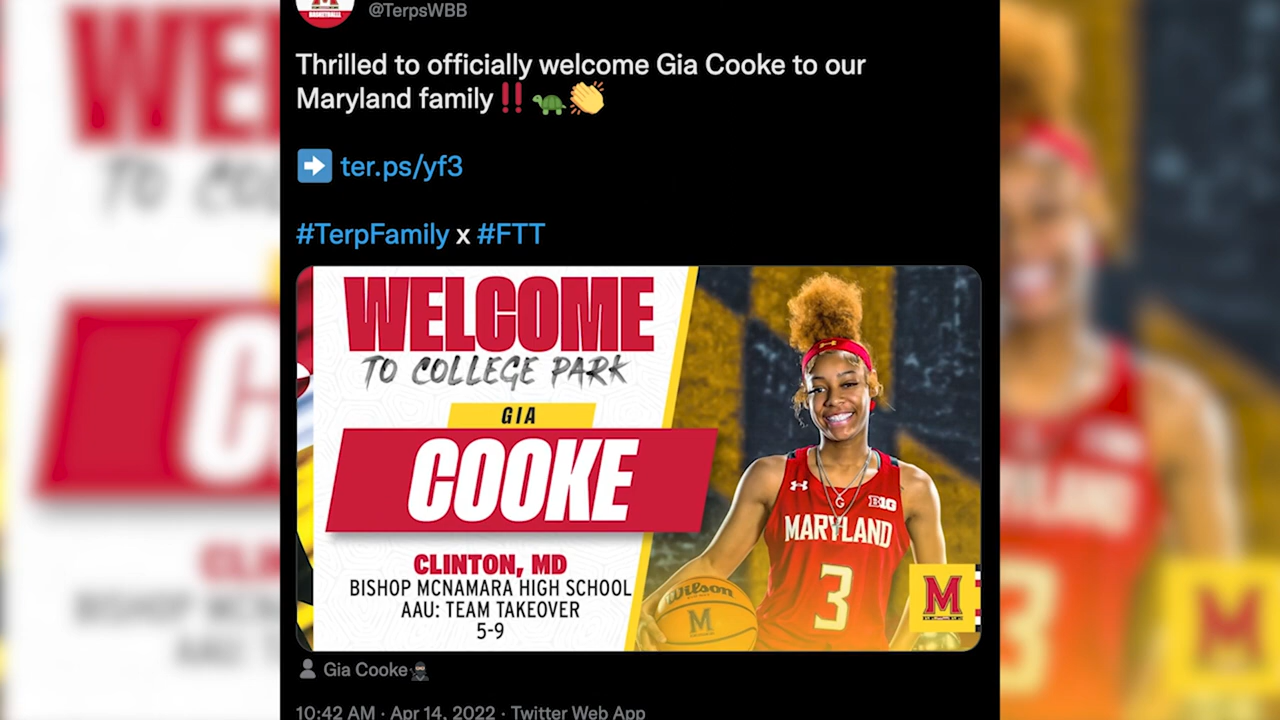 @TerpsWBB
Thrilled to officially welcome Gia Cooke to our
Maryland family‼️🐢👏
➡️ ter.ps/yf3
#TerpFamily x #FTT
WELCOME
TO COLLEGE PARK
GIA
COOKE
CLINTON, MD
BISHOP MCNAMARA HIGH SCHOOL
AAU: TEAM TAKEOVER
5-9
B1G
G
MARYLAND
3
Wilson
M
M
Gia Cooke🥷
10:42 AM · Apr 14, 2022 · Twitter Web App